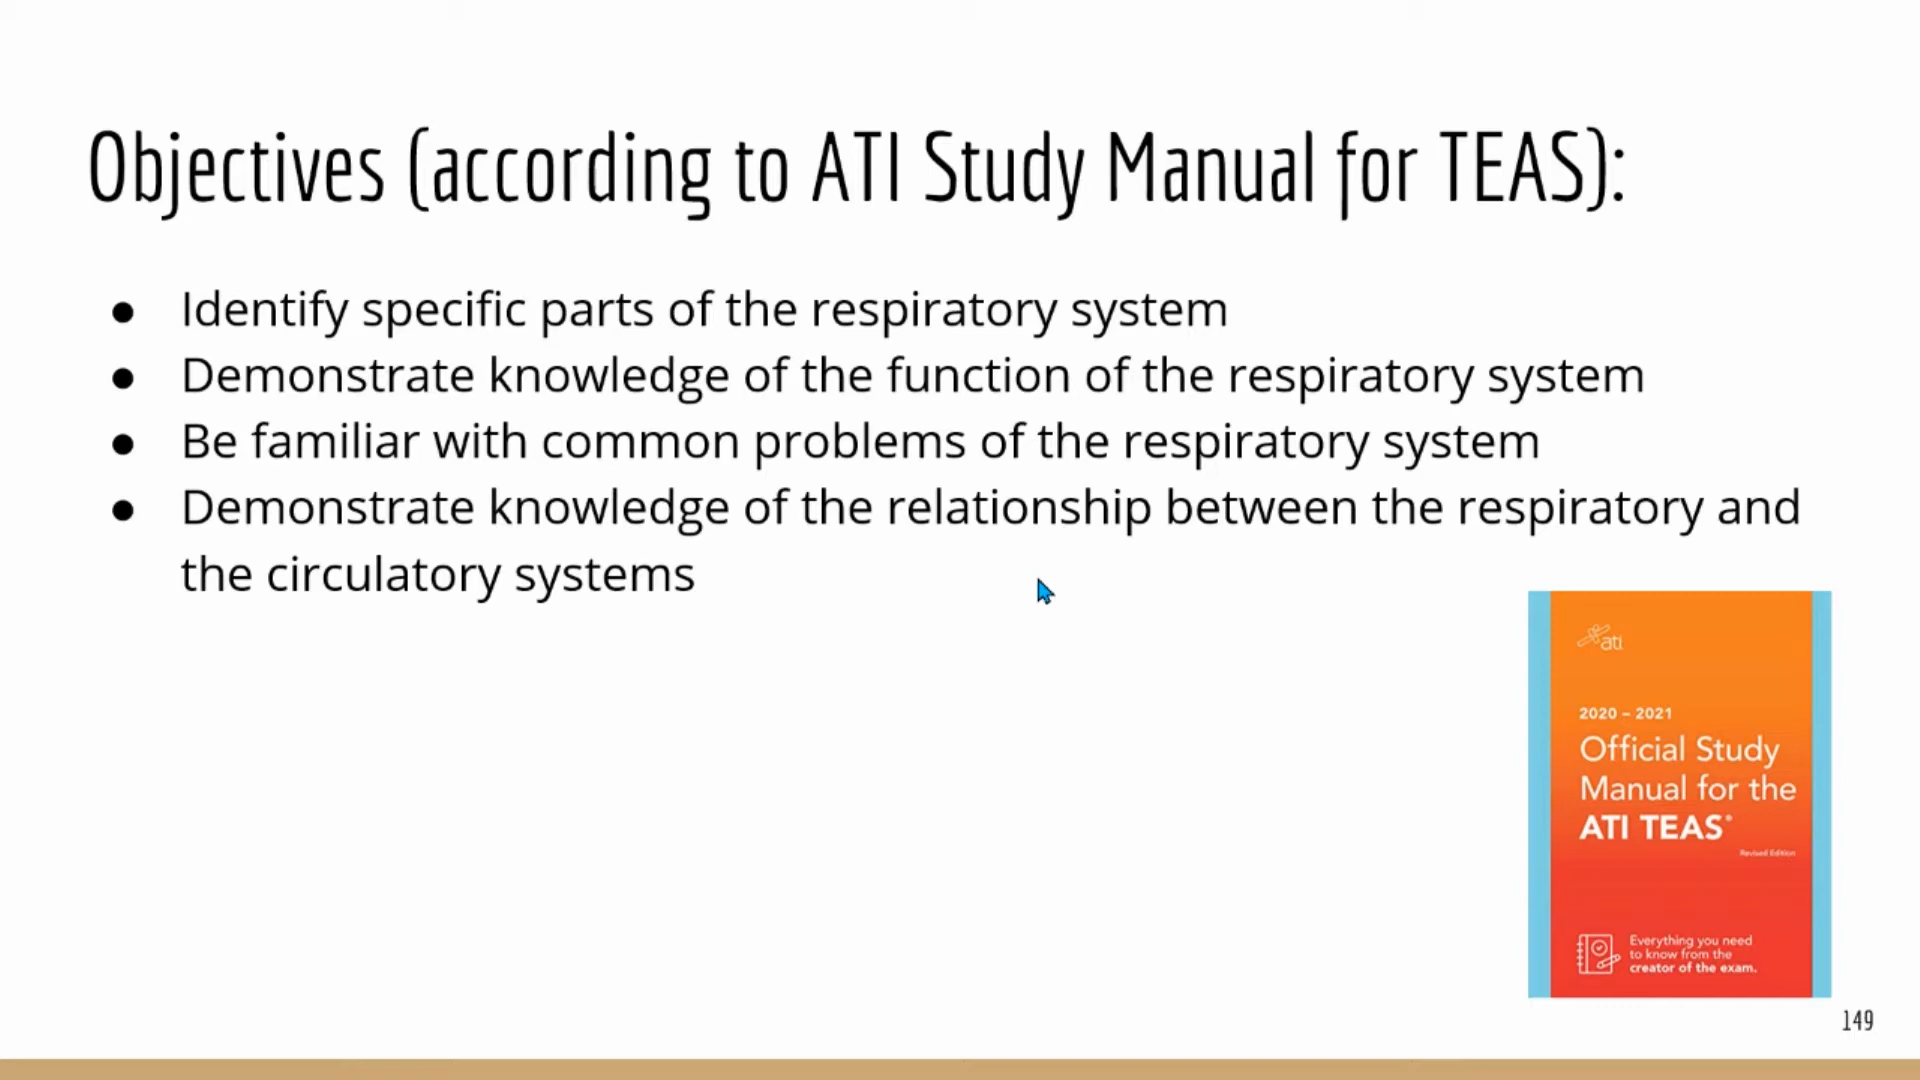 Objectives (according to ATI Study Manual for TEAS):
● Identify specific parts of the respiratory system
● Demonstrate knowledge of the function of the respiratory system
● Be familiar with common problems of the respiratory system
● Demonstrate knowledge of the relationship between the respiratory and
the circulatory systems
ati
2020 – 2021
Official Study
Manual for the
ATI TEAS®
Revised Edition
Everything you need
to know from the
creator of the exam.
149